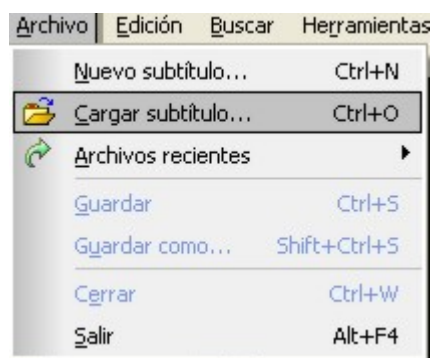 Archivo Edición Buscar Herramientas
Nuevo subtítulo... Ctrl+N
Cargar subtítulo... Ctrl+O
Archivos recientes
Guardar Ctrl+S
Guardar como... Shift+Ctrl+S
Cerrar Ctrl+W
Salir Alt+F4